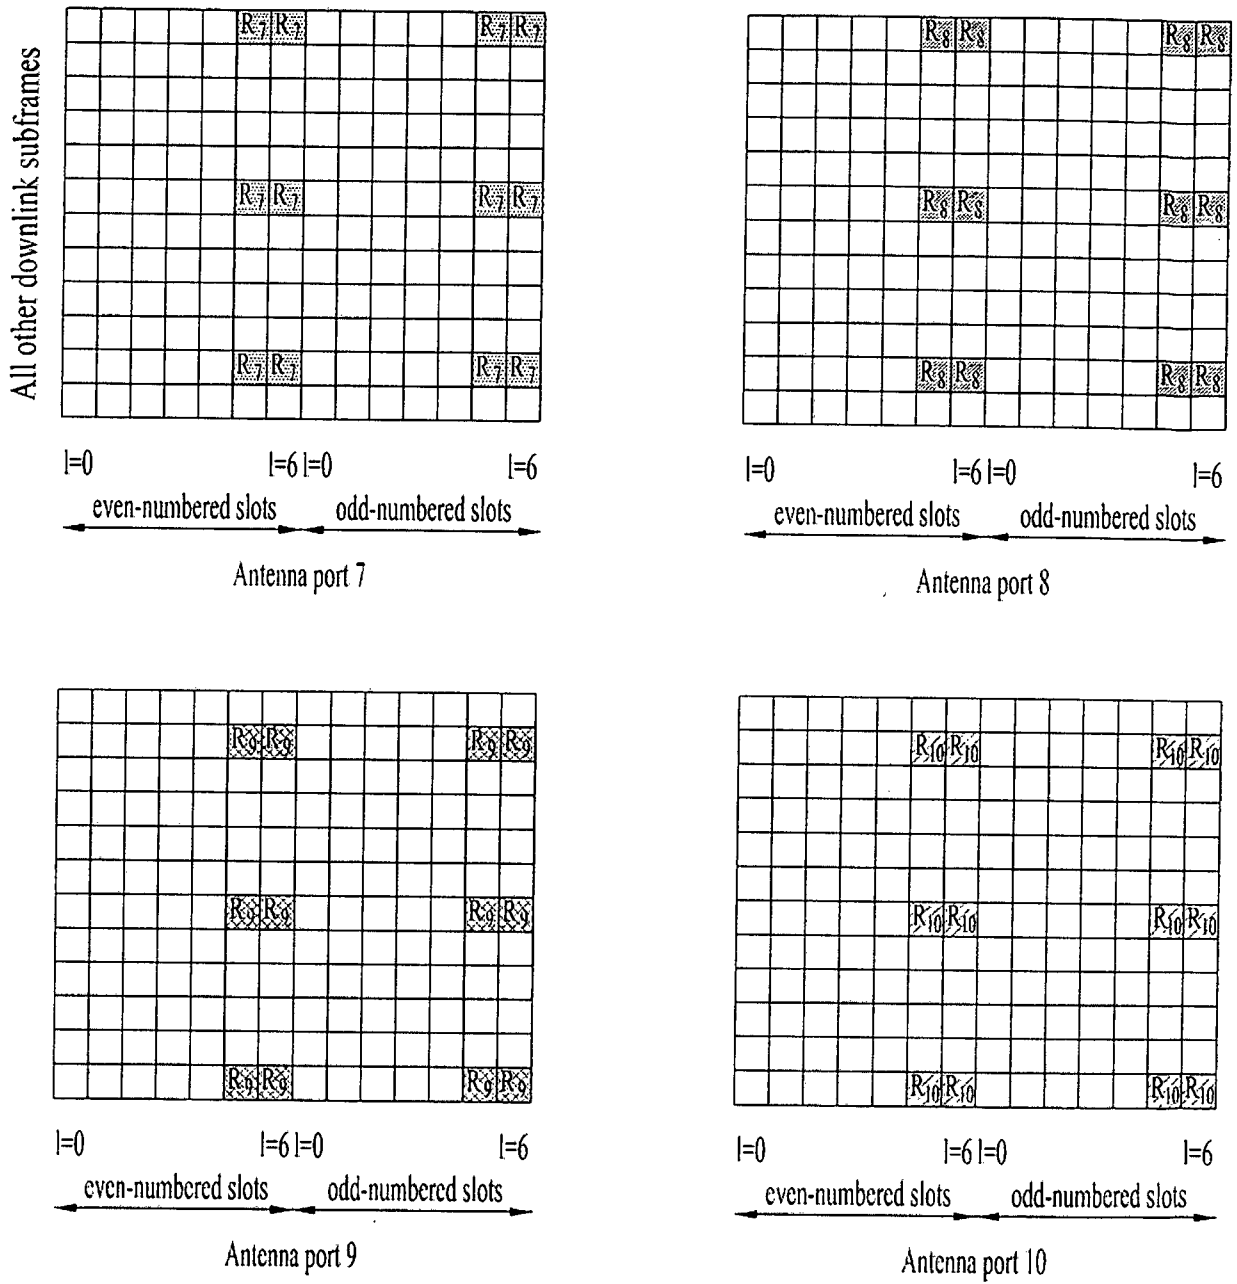 All other downlink subframes
R7 R7 R7 R7
R7 R7 R7 R7
R7 R7 R7 R7
l=0 l=6 l=0 l=6
even-numbered slots odd-numbered slots
Antenna port 7
R8 R8 R8 R8
R8 R8 R8 R8
R8 R8 R8 R8
l=0 l=6 l=0 l=6
even-numbered slots odd-numbered slots
Antenna port 8
R9 R9 R9 R9
R9 R9 R9 R9
R9 R9 R9 R9
l=0 l=6 l=0 l=6
even-numbered slots odd-numbered slots
Antenna port 9
R10 R10 R10 R10
R10 R10 R10 R10
R10 R10 R10 R10
l=0 l=6 l=0 l=6
even-numbered slots odd-numbered slots
Antenna port 10